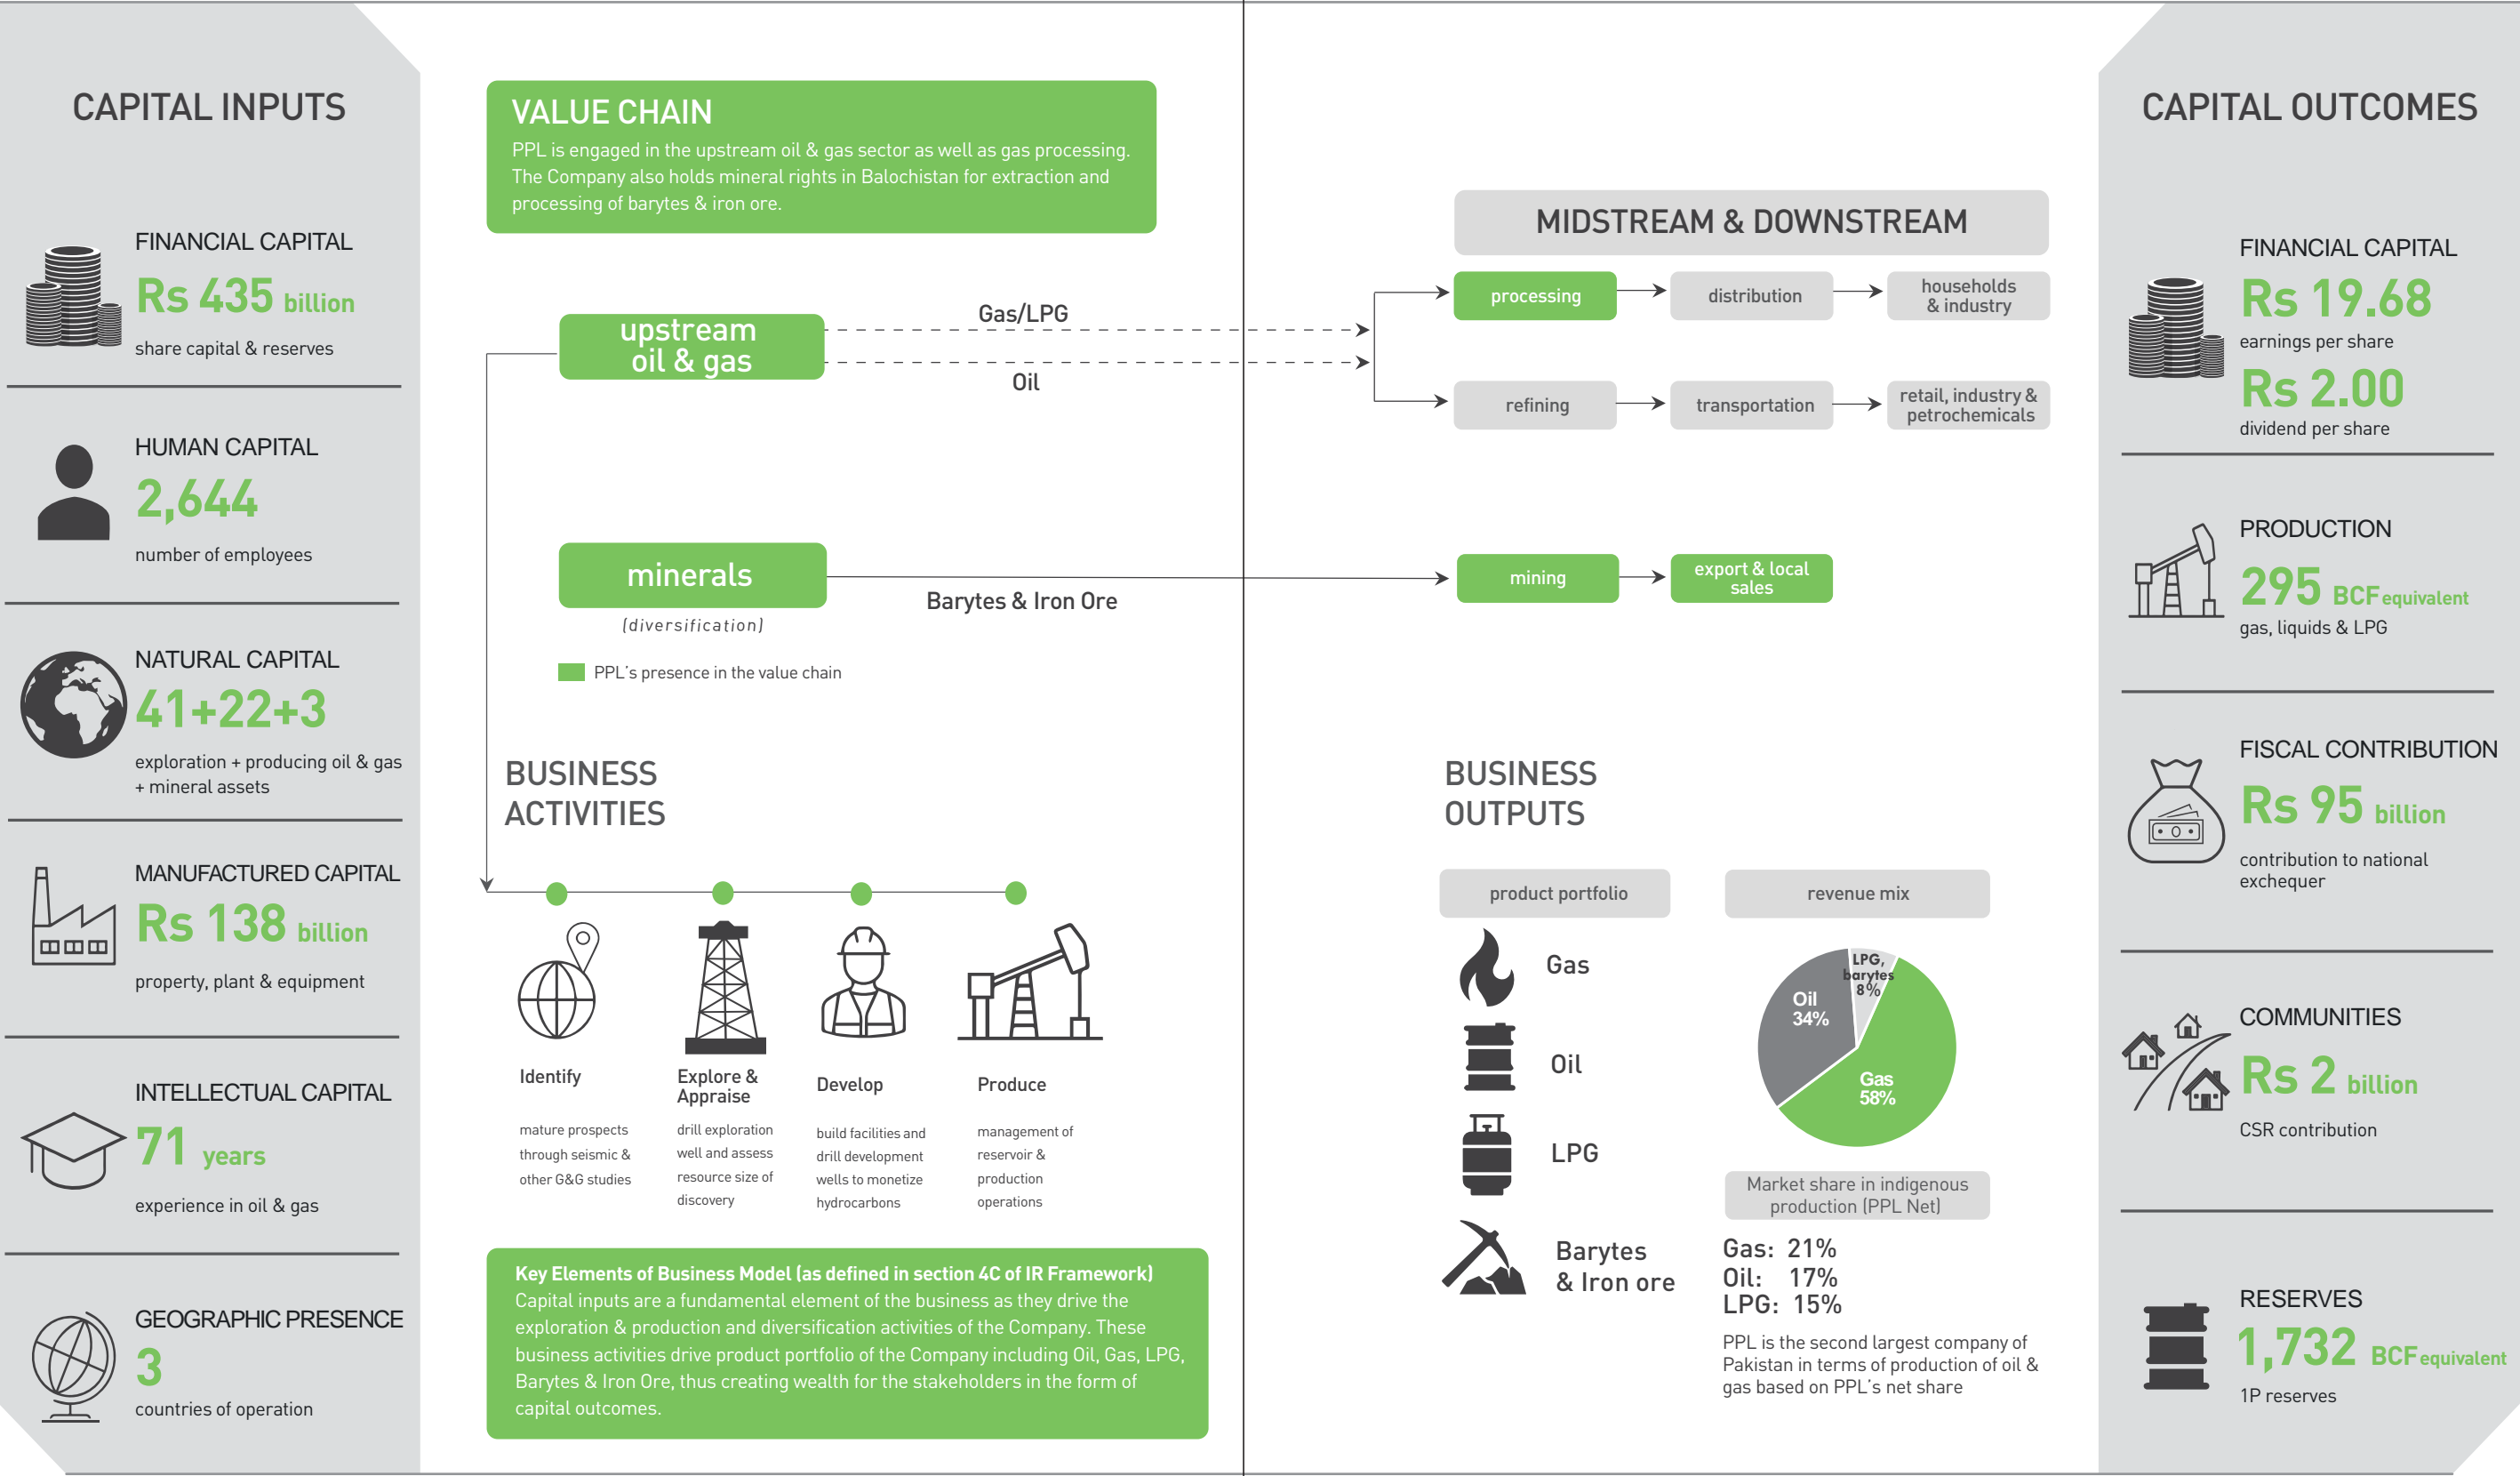 CAPITAL INPUTS
FINANCIAL CAPITAL
Rs 435 billion
share capital & reserves
HUMAN CAPITAL
2,644
number of employees
NATURAL CAPITAL
41+22+3
exploration + producing oil & gas
+ mineral assets
MANUFACTURED CAPITAL
Rs 138 billion
property, plant & equipment
INTELLECTUAL CAPITAL
71 years
experience in oil & gas
GEOGRAPHIC PRESENCE
3
countries of operation
VALUE CHAIN
PPL is engaged in the upstream oil & gas sector as well as gas processing.
The Company also holds mineral rights in Balochistan for extraction and
processing of barytes & iron ore.
upstream
oil & gas
Gas/LPG
Oil
minerals
(diversification)
Barytes & Iron Ore
PPL's presence in the value chain
MIDSTREAM & DOWNSTREAM
processing
distribution
households
& industry
refining
transportation
retail, industry &
petrochemicals
mining
export & local
sales
BUSINESS
ACTIVITIES
Identify
mature prospects
through seismic &
other G&G studies
Explore &
Appraise
drill exploration
well and assess
resource size of
discovery
Develop
build facilities and
drill development
wells to monetize
hydrocarbons
Produce
management of
reservoir &
production
operations
Key Elements of Business Model (as defined in section 4C of IR Framework)
Capital inputs are a fundamental element of the business as they drive the
exploration & production and diversification activities of the Company. These
business activities drive product portfolio of the Company including Oil, Gas, LPG,
Barytes & Iron Ore, thus creating wealth for the stakeholders in the form of
capital outcomes.
BUSINESS
OUTPUTS
product portfolio
Gas
Oil
LPG
Barytes
& Iron ore
revenue mix
LPG,
barytes
8%
Oil
34%
Gas
58%
Market share in indigenous
production (PPL Net)
Gas: 21%
Oil: 17%
LPG: 15%
PPL is the second largest company of
Pakistan in terms of production of oil &
gas based on PPL's net share
CAPITAL OUTCOMES
FINANCIAL CAPITAL
Rs 19.68
earnings per share
Rs 2.00
dividend per share
PRODUCTION
295 BCF equivalent
gas, liquids & LPG
FISCAL CONTRIBUTION
Rs 95 billion
contribution to national
exchequer
COMMUNITIES
Rs 2 billion
CSR contribution
RESERVES
1,732 BCF equivalent
1P reserves